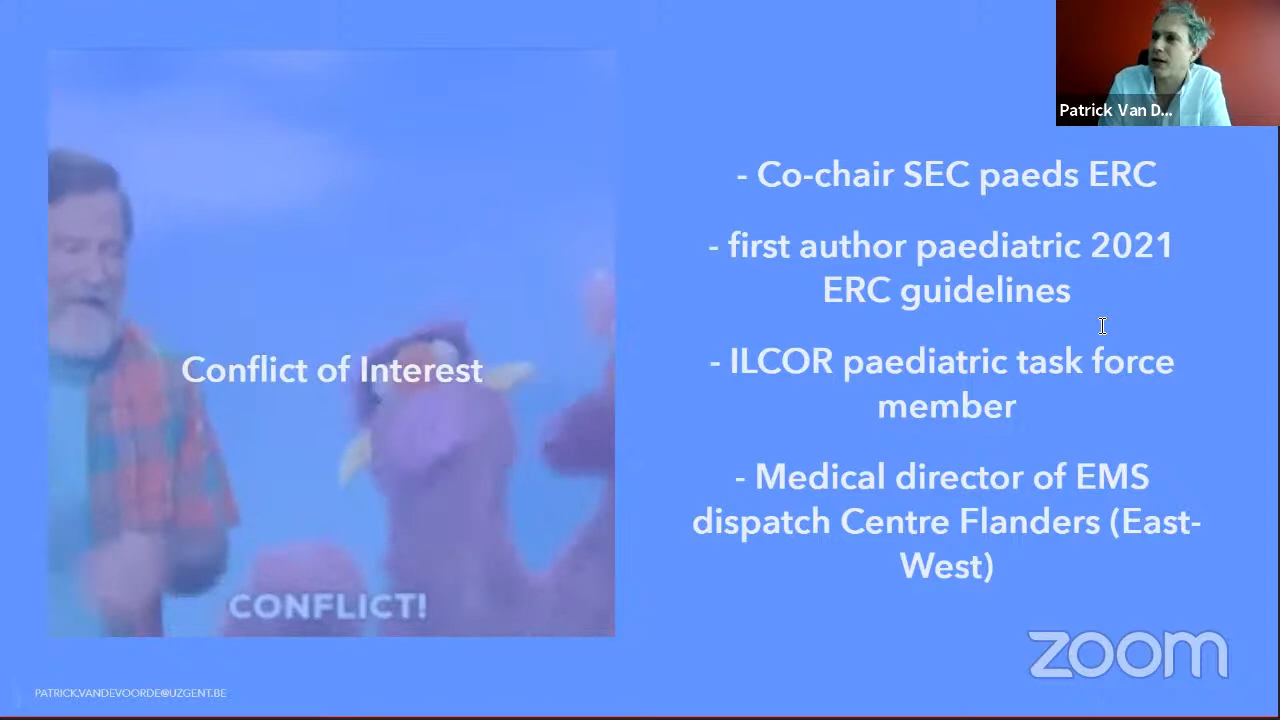 Patrick Van D...
- Co-chair SEC paeds ERC
- first author paediatric 2021
ERC guidelines
- ILCOR paediatric task force
member
- Medical director of EMS
dispatch Centre Flanders (East-
West)
Conflict of Interest
CONFLICT!
zoom
PATRICK.VANDEVOORDE@UZGENT.BE